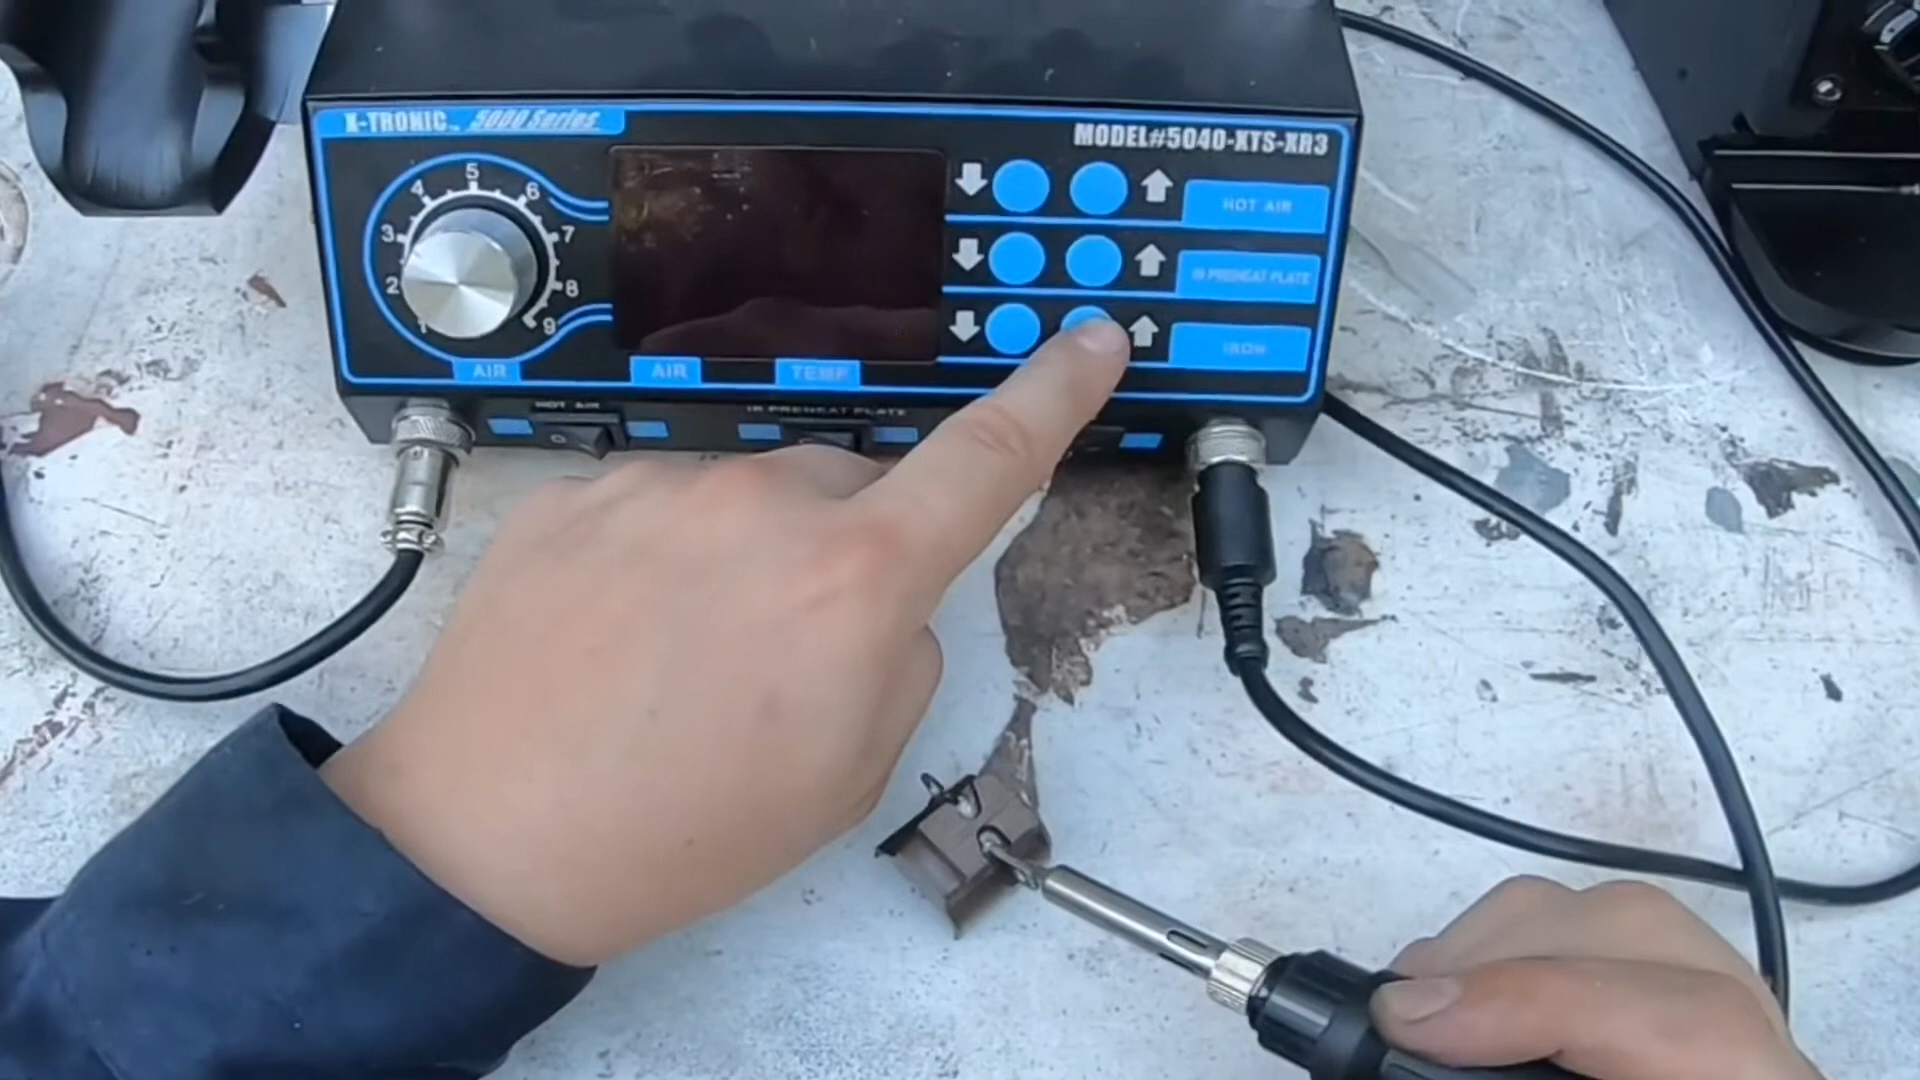 X-TRONIC™ 5000 Series
MODEL#5040-XTS-XR3
1
2
3
4
5
6
7
8
9
HOT AIR
IR PREHEAT PLATE
IRON
AIR
AIR
TEMP
HOT AIR
IR PREHEAT PLATE
O